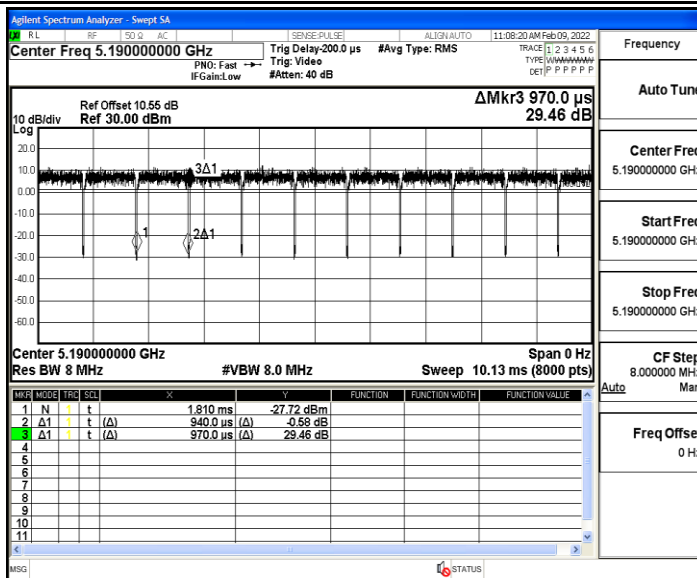 Agilent Spectrum Analyzer - Swept SA
LXI RL RF 50 Ω AC SENSE:PULSE ALIGN AUTO 11:08:20 AM Feb 09, 2022
Center Freq 5.190000000 GHz
PNO: Fast
IFGain:Low
Trig Delay-200.0 µs
Trig: Video
#Atten: 40 dB
#Avg Type: RMS
TRACE 1 2 3 4 5 6
TYPE
DET P P P P P P
Ref Offset 10.55 dB
10 dB/div Ref 30.00 dBm
Log
ΔMkr3 970.0 µs
29.46 dB
20.0
10.0
0.00
-10.0
-20.0
-30.0
-40.0
-50.0
-60.0
3Δ1
1
2Δ1
Center 5.190000000 GHz Span 0 Hz
Res BW 8 MHz #VBW 8.0 MHz Sweep 10.13 ms (8000 pts)
MKR MODE TRC SCL X Y FUNCTION FUNCTION WIDTH FUNCTION VALUE
1 N 1 t 1.810 ms -27.72 dBm
2 Δ1 1 t (Δ) 940.0 µs (Δ) -0.58 dB
3 Δ1 1 t (Δ) 970.0 µs (Δ) 29.46 dB
4
5
6
7
8
9
10
11
MSG STATUS
Frequency
Auto Tune
Center Freq
5.190000000 GHz
Start Freq
5.190000000 GHz
Stop Freq
5.190000000 GHz
CF Step
8.000000 MHz
Auto Man
Freq Offset
0 Hz